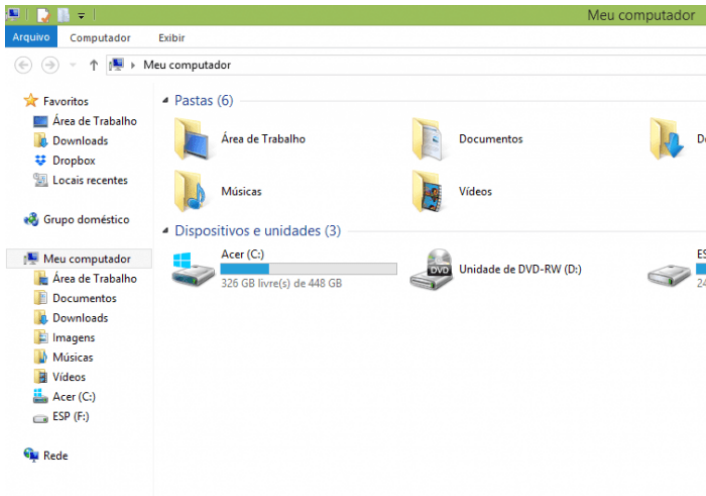 Meu computador
Arquivo Computador Exibir
Meu computador
Favoritos
Área de Trabalho
Downloads
Dropbox
Locais recentes
Grupo doméstico
Meu computador
Área de Trabalho
Documentos
Downloads
Imagens
Músicas
Vídeos
Acer (C:)
ESP (F:)
Rede
Pastas (6)
Área de Trabalho
Documentos
Músicas
Vídeos
Dispositivos e unidades (3)
Acer (C:)
326 GB livre(s) de 448 GB
DVD
Unidade de DVD-RW (D:)